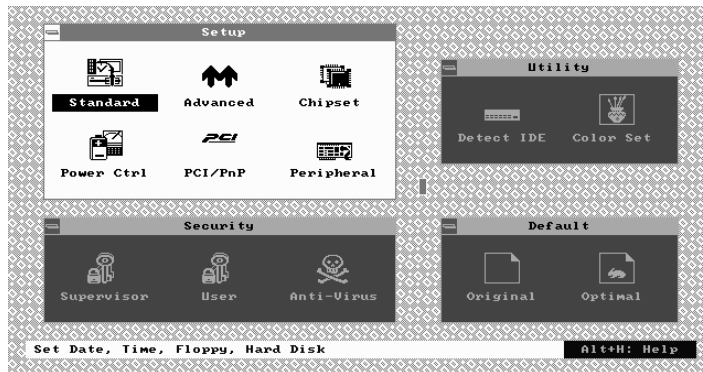 Setup
Standard Advanced Chipset
PCI
Power Ctrl PCI/PnP Peripheral
Utility
Detect IDE Color Set
Security
Supervisor User Anti-Virus
Default
Original Optimal
Set Date, Time, Floppy, Hard Disk
Alt+H: Help